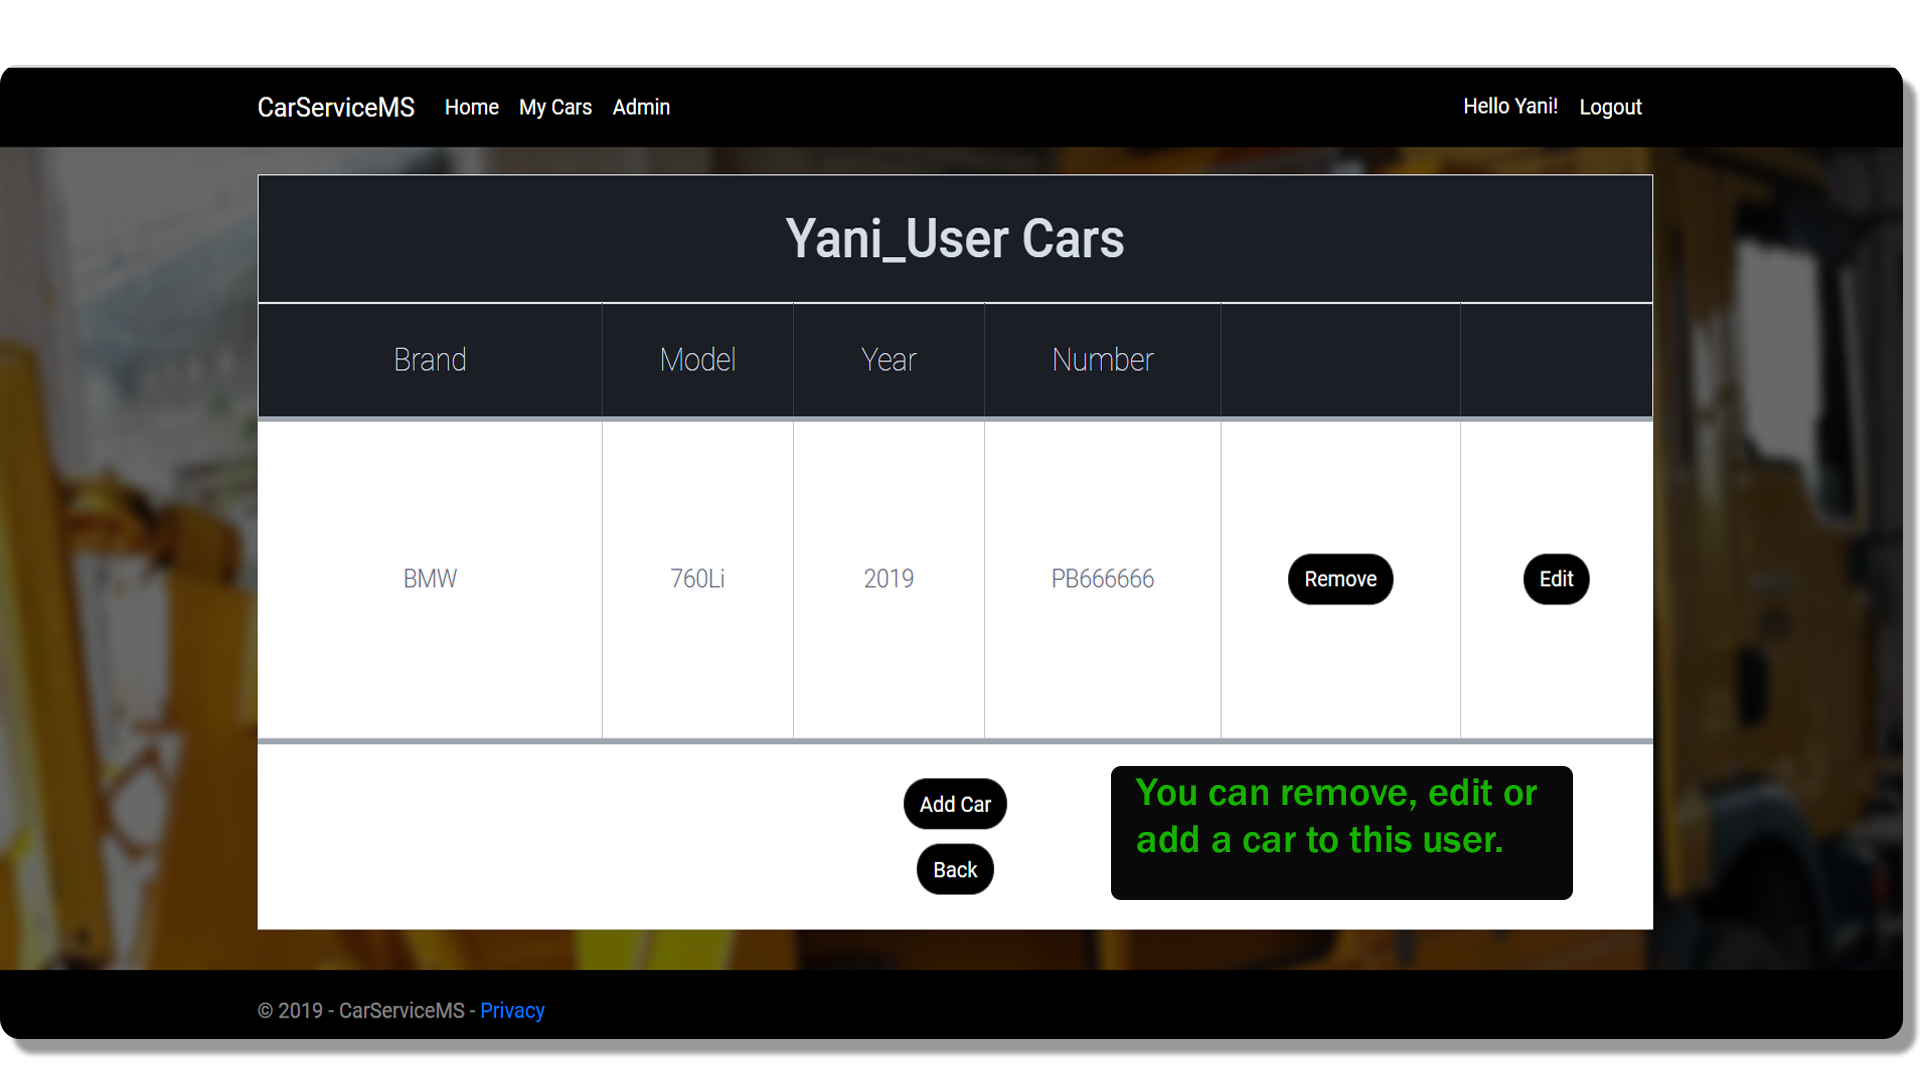 CarServiceMS Home My Cars Admin Hello Yani! Logout
Yani_User Cars
Brand Model Year Number
BMW 760Li 2019 PB666666 Remove Edit
Add Car
Back
You can remove, edit or
add a car to this user.
© 2019 - CarServiceMS - Privacy